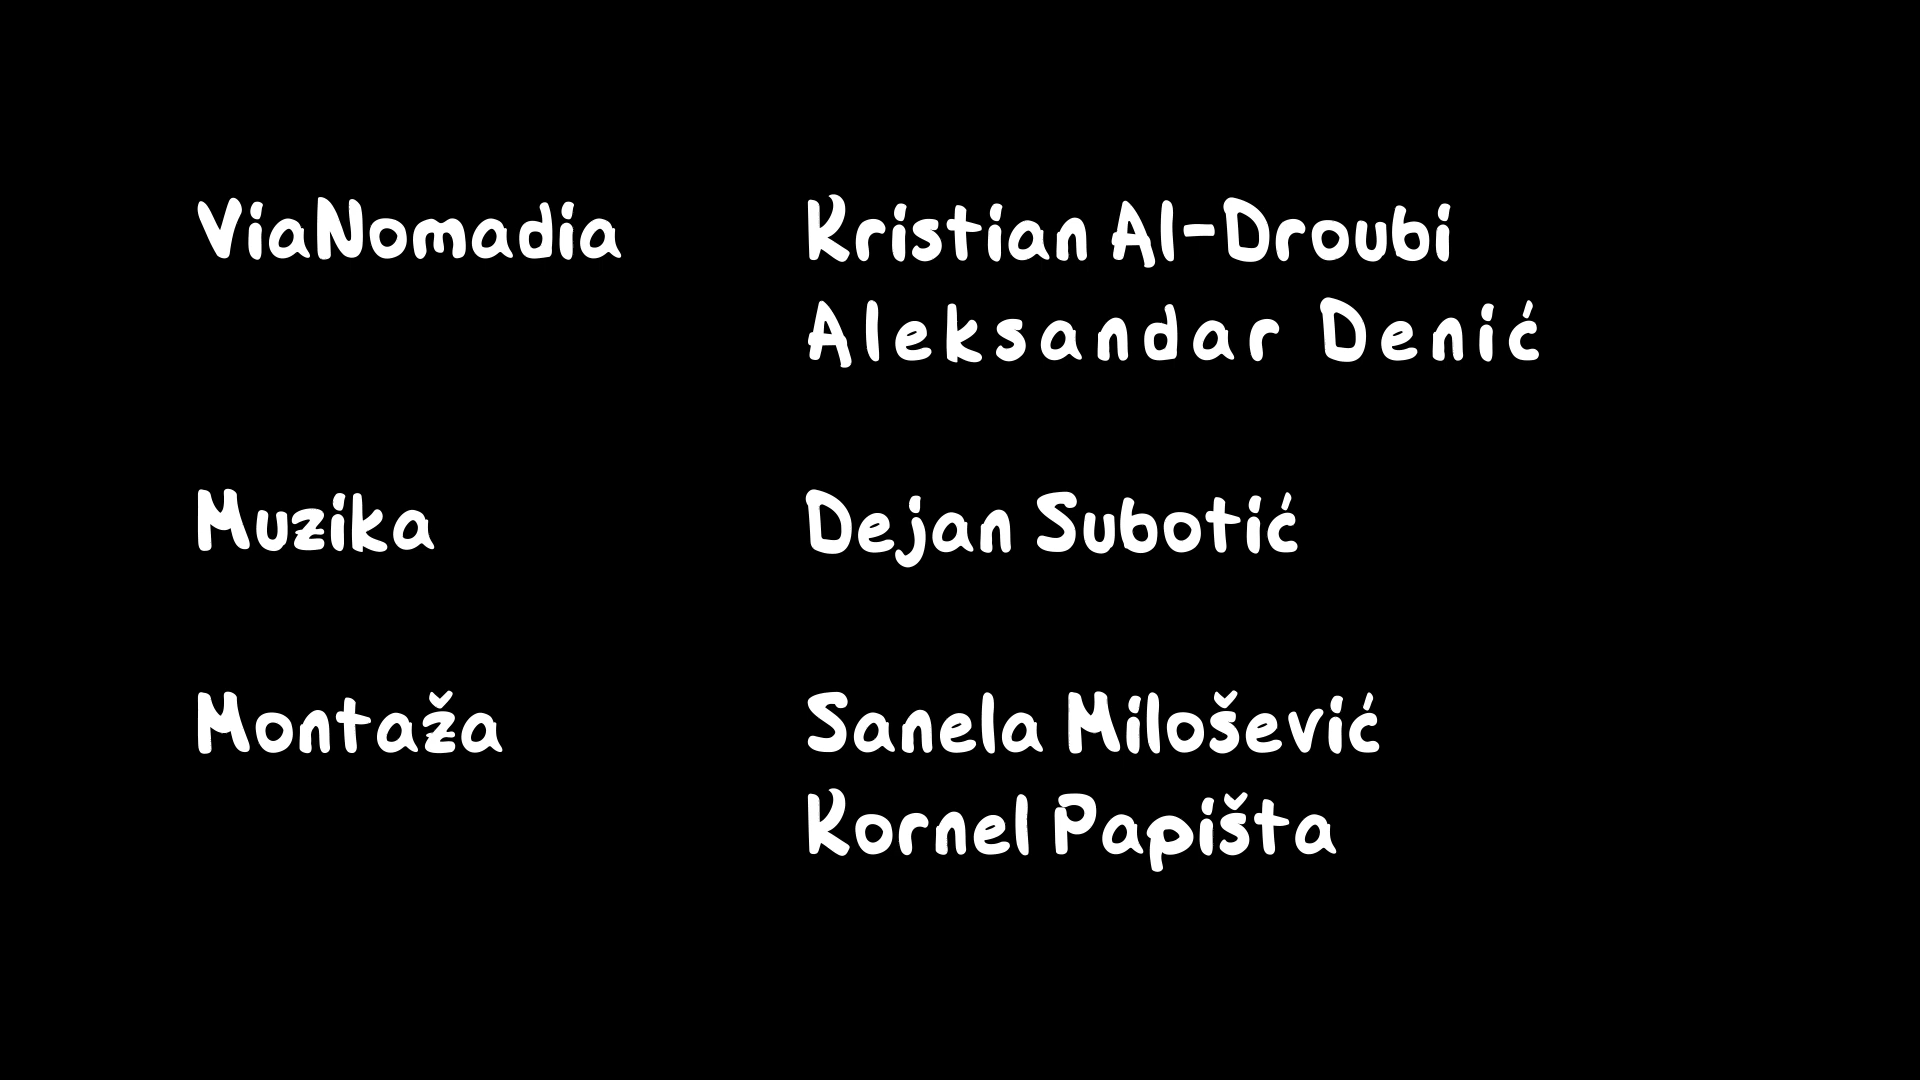 ViaNomadia Kristian Al-Droubi
Aleksandar Denić
Muzika Dejan Subotić
Montaža Sanela Milošević
Kornel Papišta